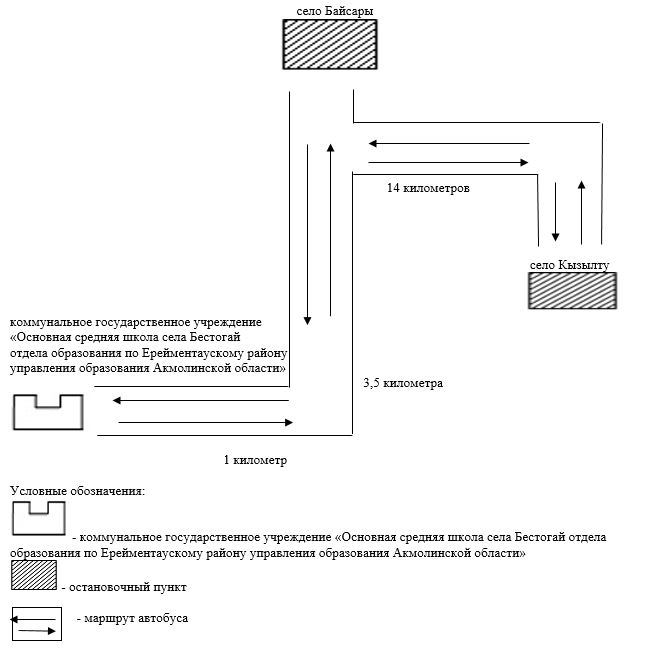 село Байсары
14 километров
село Кызылту
коммунальное государственное учреждение
«Основная средняя школа села Бестогай
отдела образования по Ерейментаускому району
управления образования Акмолинской области»
3,5 километра
1 километр
Условные обозначения:
- коммунальное государственное учреждение «Основная средняя школа села Бестогай отдела
образования по Ерейментаускому району управления образования Акмолинской области»
- остановочный пункт
- маршрут автобуса